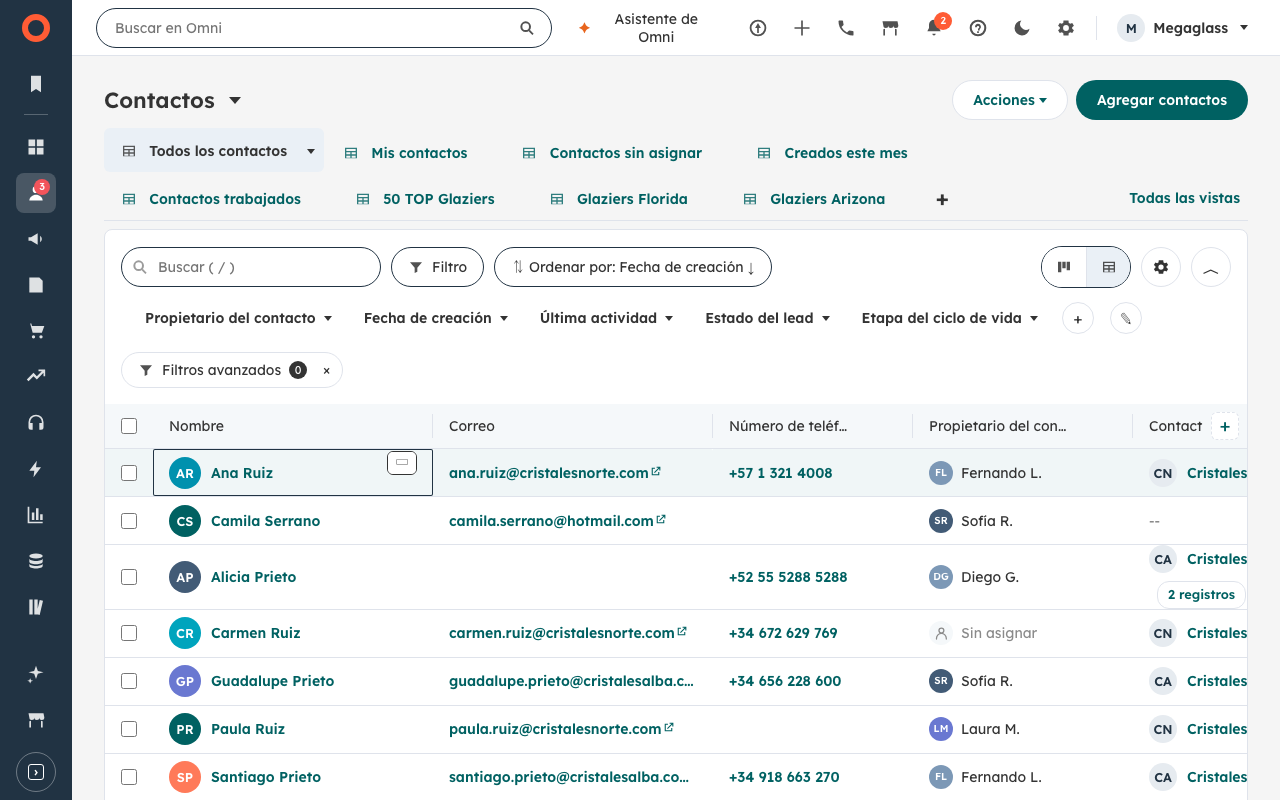 Buscar en Omni
Asistente de
Omni
2
M Megaglass
3
Contactos
Acciones
Agregar contactos
Todos los contactos
Mis contactos
Contactos sin asignar
Creados este mes
Contactos trabajados
50 TOP Glaziers
Glaziers Florida
Glaziers Arizona
+
Todas las vistas
Buscar ( / )
Filtro
Ordenar por: Fecha de creación ↓
Propietario del contacto
Fecha de creación
Última actividad
Estado del lead
Etapa del ciclo de vida
+
Filtros avanzados 0 ×
Nombre Correo Número de teléf... Propietario del con... Contact +
AR Ana Ruiz ana.ruiz@cristalesnorte.com +57 1 321 4008 FL Fernando L. CN Cristales
CS Camila Serrano camila.serrano@hotmail.com SR Sofía R. --
AP Alicia Prieto +52 55 5288 5288 DG Diego G. CA Cristales
2 registros
CR Carmen Ruiz carmen.ruiz@cristalesnorte.com +34 672 629 769 Sin asignar CN Cristales
GP Guadalupe Prieto guadalupe.prieto@cristalesalba.c... +34 656 228 600 SR Sofía R. CA Cristales
PR Paula Ruiz paula.ruiz@cristalesnorte.com LM Laura M. CN Cristales
SP Santiago Prieto santiago.prieto@cristalesalba.co... +34 918 663 270 FL Fernando L. CA Cristales